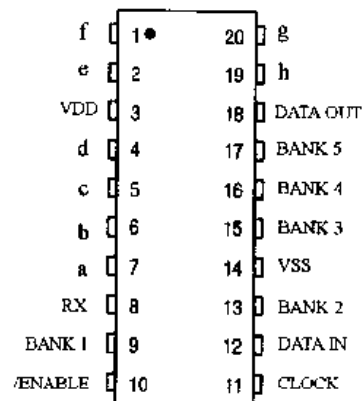 f 1 20 g
e 2 19 h
VDD 3 18 DATA OUT
d 4 17 BANK 5
c 5 16 BANK 4
b 6 15 BANK 3
a 7 14 VSS
RX 8 13 BANK 2
BANK 1 9 12 DATA IN
/ENABLE 10 11 CLOCK